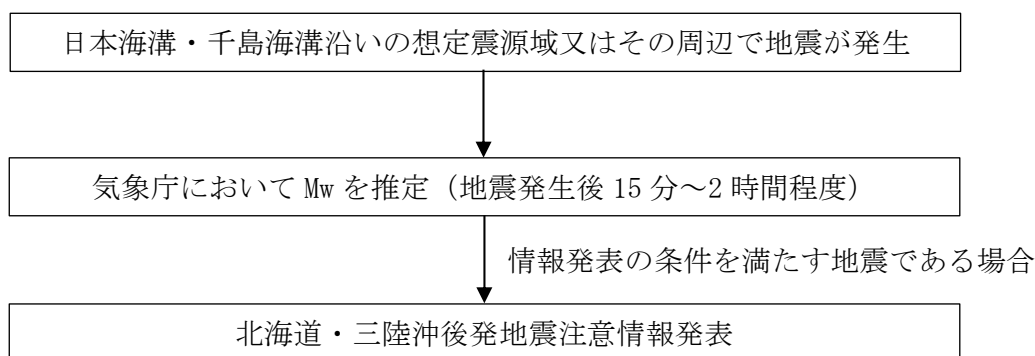 日本海溝・千島海溝沿いの想定震源域又はその周辺で地震が発生
気象庁において Mw を推定（地震発生後 15 分～2 時間程度）
情報発表の条件を満たす地震である場合
北海道・三陸沖後発地震注意情報発表